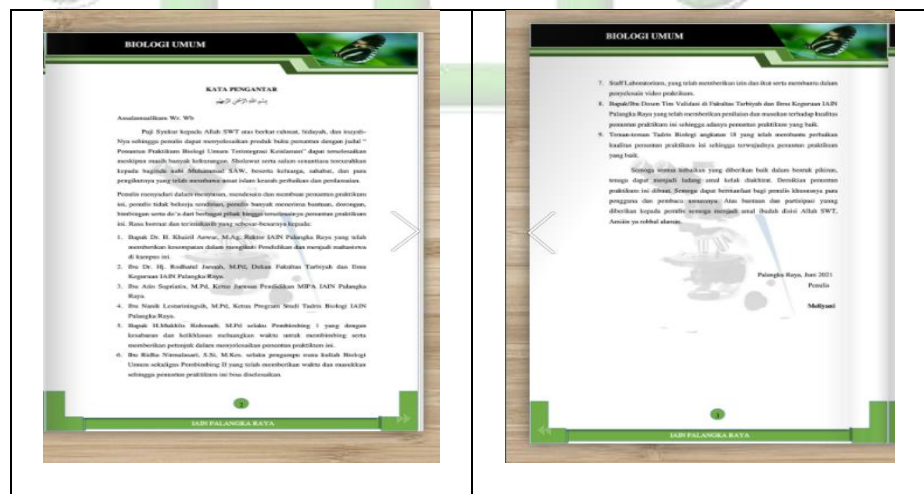 BIOLOGI UMUM
KATA PENGANTAR
بِسْمِ اللهِ الرَّحْمٰنِ الرَّحِيْمِ
Assalamualikum Wr. Wb
Puji Syukur kepada Allah SWT atas berkat rahmat, hidayah, dan inayah-
Nya sehingga penulis dapat menyelesaikan produk buku penuntun dengan judul “
Penuntun Praktikum Biologi Umum Terintegrasi Keislaman” dapat terselesaikan
meskipun masih banyak kekurangan. Sholawat serta salam senantiasa tercurahkan
kepada baginda nabi Muhammad SAW, beserta keluarga, sahabat, dan para
pengikutnya yang telah membawa umat islam kearah perbaikan dan perdamaian.
Penulis menyadari dalam menyusun, mendesain dan membuat penuntun praktikum
ini, penulis tidak bekerja sendirian, penulis banyak menerima bantuan, dorongan,
bimbingan serta do'a dari berbagai pihak hingga terselesainya penuntun praktikum
ini. Rasa hormat dan terimakasih yang sebesar-besarnya kepada:
1. Bapak Dr. H. Khairil Anwar, M.Ag, Rektor IAIN Palangka Raya yang telah
memberikan kesempatan dalam mengikuti Pendidikan dan menjadi mahasiswa
di kampus ini.
2. Ibu Dr. Hj. Rodhatul Jannah, M.Pd, Dekan Fakultas Tarbiyah dan Ilmu
Keguruan IAIN Palangka Raya.
3. Ibu Atin Supriatin, M.Pd, Ketua Jurusan Pendidikan MIPA IAIN Palangka
Raya.
4. Ibu Nanik Lestariningsih, M.Pd, Ketua Program Studi Tadris Biologi IAIN
Palangka Raya.
5. Bapak H.Mukhlis Rohmadi, M.Pd selaku Pembimbing 1 yang dengan
kesabaran dan keikhlasan meluangkan waktu untuk membimbing serta
memberikan petunjuk dalam menyelesaikan penuntun praktikum ini.
6. Ibu Ridha Nirmalasari, S.Si, M.Kes. selaku pengampu mata kuliah Biologi
Umum sekaligus Pembimbing II yang telah memberikan waktu dan masukkan
sehingga penuntun praktikum ini bisa diselesaikan.
2
IAIN PALANGKA RAYA
BIOLOGI UMUM
7. Staff Laboratorium, yang telah memberikan izin dan ikut serta membantu dalam
penyelesain video praktikum.
8. Bapak/Ibu Dosen Tim Validasi di Fakultas Tarbiyah dan Ilmu Keguruan IAIN
Palangka Raya yang telah memberikan penilaian dan masukan terhadap kualitas
penuntun praktikum ini sehingga adanya penuntun praktikum yang baik.
9. Teman-teman Tadris Biologi angkatan 18 yang telah membantu perbaikan
kualitas penuntun praktikum ini sehingga terwujudnya penuntun praktikum
yang baik.
Semoga semua kebaikan yang diberikan baik dalam bentuk pikiran,
tenaga dapat menjadi ladang amal kelak diakhirat. Demikian penuntun
praktikum ini dibuat. Semoga dapat bermanfaat bagi penulis khususnya para
pengguna dan pembaca umumnya. Atas bantuan dan partisipasi yanag
diberikan kepada penulis semoga menjadi amal ibadah disisi Allah SWT,
Amiin ya robbal alaman.
Palangka Raya, Juni 2021
Penulis
Meliyani
3
IAIN PALANGKA RAYA